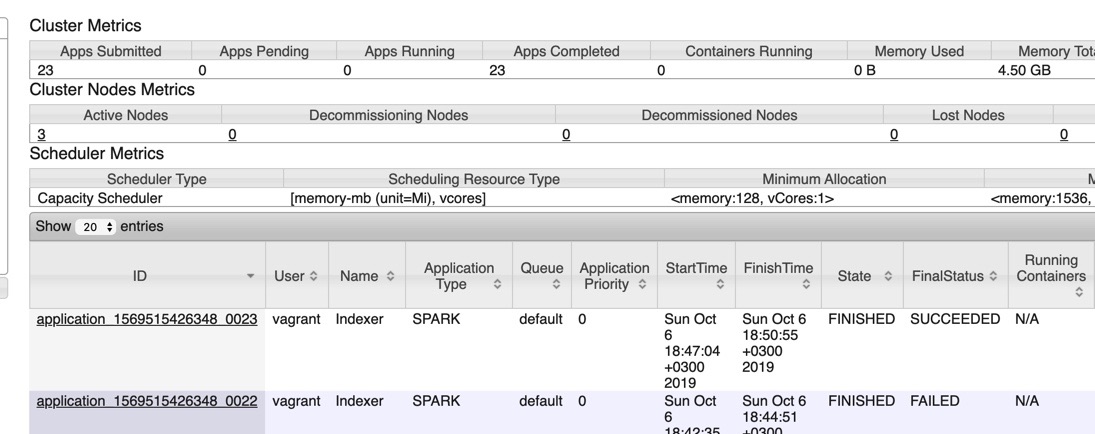 Cluster Metrics
Apps Submitted Apps Pending Apps Running Apps Completed Containers Running Memory Used Memory
23 0 0 23 0 0 B 4.50 GB
Cluster Nodes Metrics
Active Nodes Decommissioning Nodes Decommissioned Nodes Lost Nodes
3 0 0 0 0
Scheduler Metrics
Scheduler Type Scheduling Resource Type Minimum Allocation
Capacity Scheduler [memory-mb (unit=Mi), vcores] <memory:128, vCores:1> <memory:1536,
Show 20 entries
ID User Name Application Type Queue Application Priority StartTime FinishTime State FinalStatus Running Containers
application_1569515426348_0023 vagrant Indexer SPARK default 0 Sun Oct Sun Oct 6 FINISHED SUCCEEDED N/A
6 18:50:55
18:47:04 +0300
+0300 2019
2019
application_1569515426348_0022 vagrant Indexer SPARK default 0 Sun Oct Sun Oct 6 FINISHED FAILED N/A
6 18:44:51
18:42:35 +0300